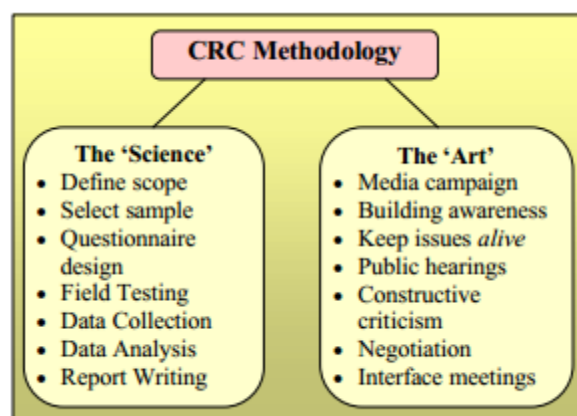 CRC Methodology
The ‘Science’
• Define scope
• Select sample
• Questionnaire
design
• Field Testing
• Data Collection
• Data Analysis
• Report Writing
The ‘Art’
• Media campaign
• Building awareness
• Keep issues alive
• Public hearings
• Constructive
criticism
• Negotiation
• Interface meetings